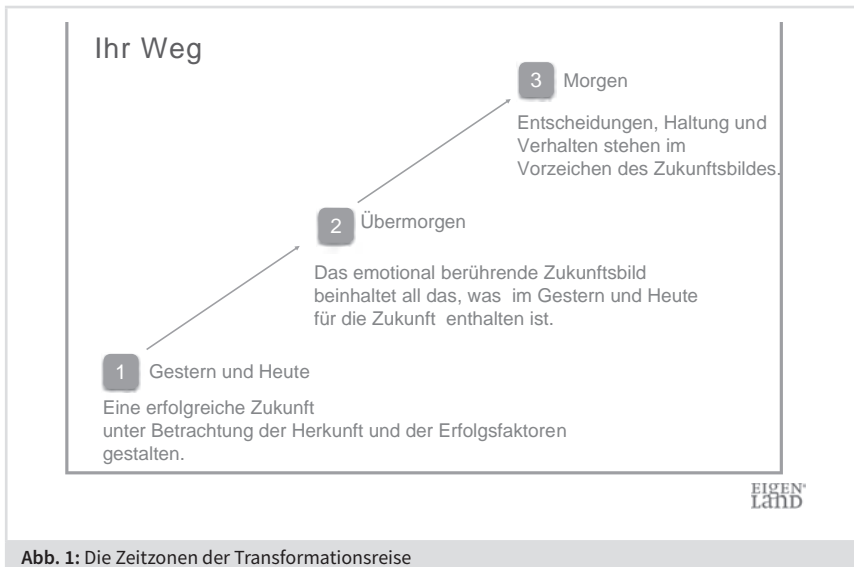 Ihr Weg
3 Morgen
Entscheidungen, Haltung und
Verhalten stehen im
Vorzeichen des Zukunftsbildes.
2 Übermorgen
Das emotional berührende Zukunftsbild
beinhaltet all das, was im Gestern und Heute
für die Zukunft enthalten ist.
1 Gestern und Heute
Eine erfolgreiche Zukunft
unter Betrachtung der Herkunft und der Erfolgsfaktoren
gestalten.
EIGEN
LAND
Abb. 1: Die Zeitzonen der Transformationsreise